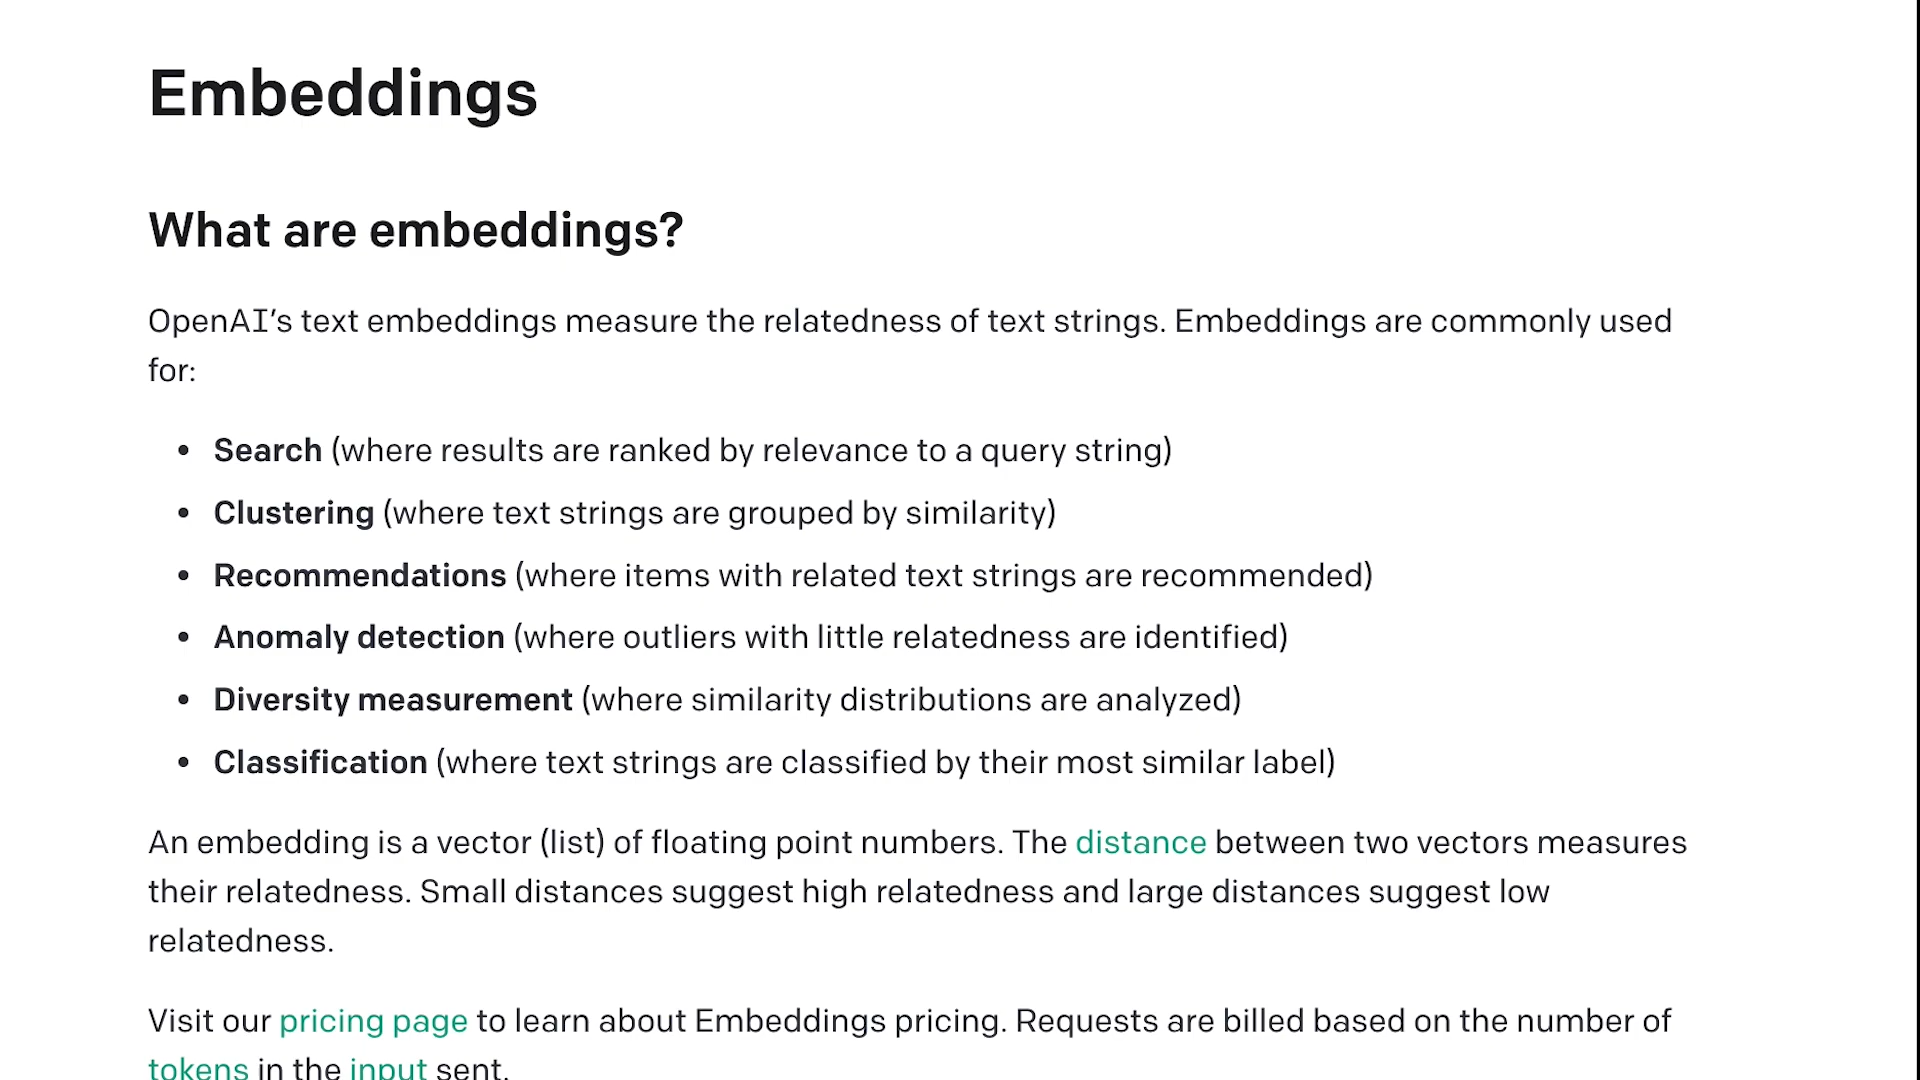 Embeddings
What are embeddings?
OpenAI’s text embeddings measure the relatedness of text strings. Embeddings are commonly used
for:
• Search (where results are ranked by relevance to a query string)
• Clustering (where text strings are grouped by similarity)
• Recommendations (where items with related text strings are recommended)
• Anomaly detection (where outliers with little relatedness are identified)
• Diversity measurement (where similarity distributions are analyzed)
• Classification (where text strings are classified by their most similar label)
An embedding is a vector (list) of floating point numbers. The distance between two vectors measures
their relatedness. Small distances suggest high relatedness and large distances suggest low
relatedness.
Visit our pricing page to learn about Embeddings pricing. Requests are billed based on the number of
tokens in the input sent.